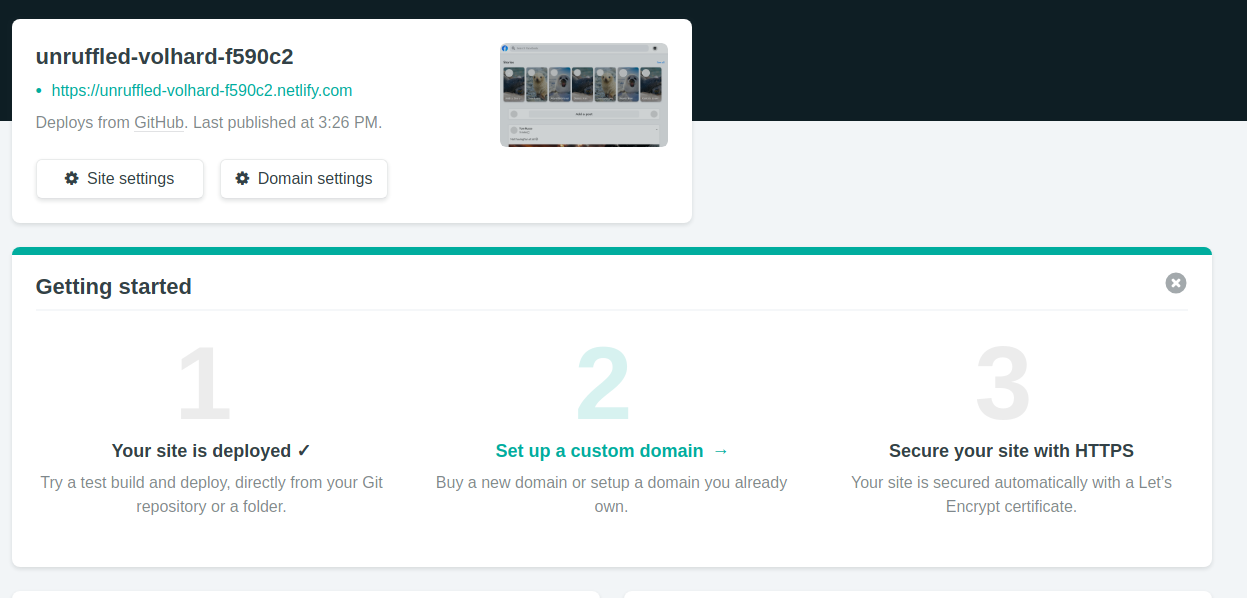 unruffled-volhard-f590c2
• https://unruffled-volhard-f590c2.netlify.com
Deploys from GitHub. Last published at 3:26 PM.
Site settings
Domain settings
Getting started
1
2
3
Your site is deployed ✓
Set up a custom domain →
Secure your site with HTTPS
Try a test build and deploy, directly from your Git
repository or a folder.
Buy a new domain or setup a domain you already
own.
Your site is secured automatically with a Let’s
Encrypt certificate.